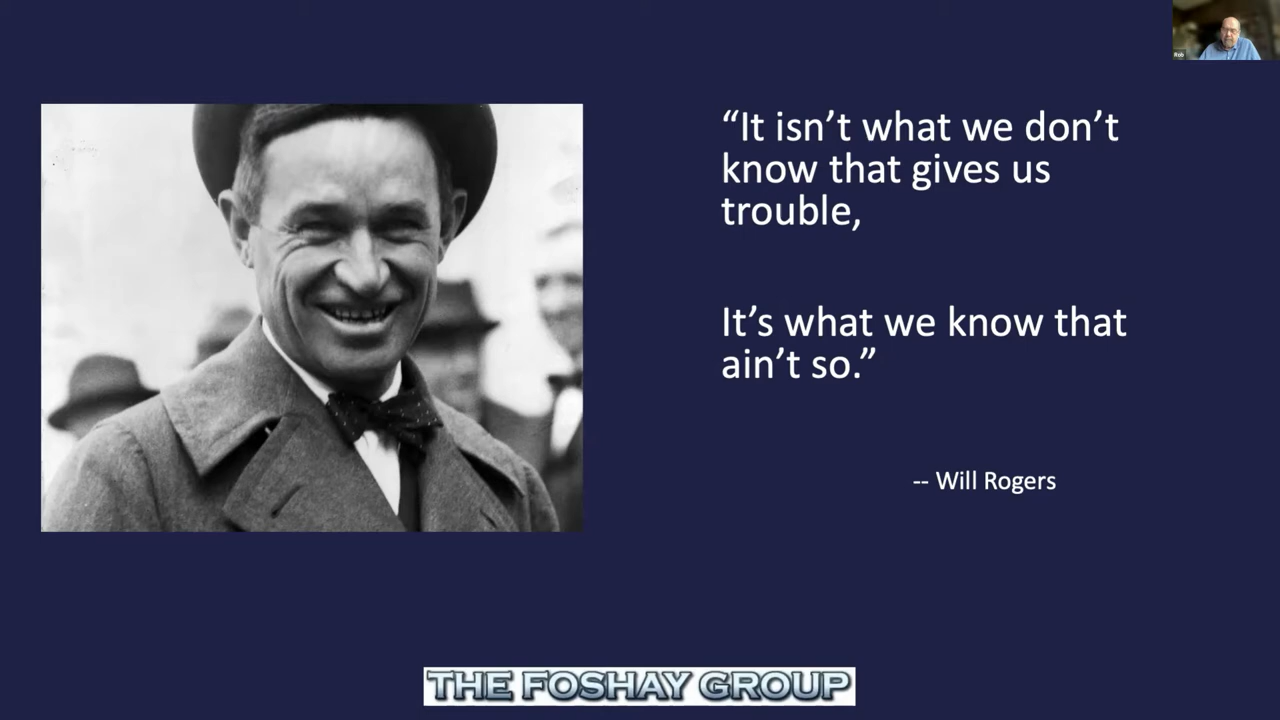 Rob
“It isn’t what we don’t
know that gives us
trouble,
It’s what we know that
ain’t so.”
-- Will Rogers
THE FOSHAY GROUP